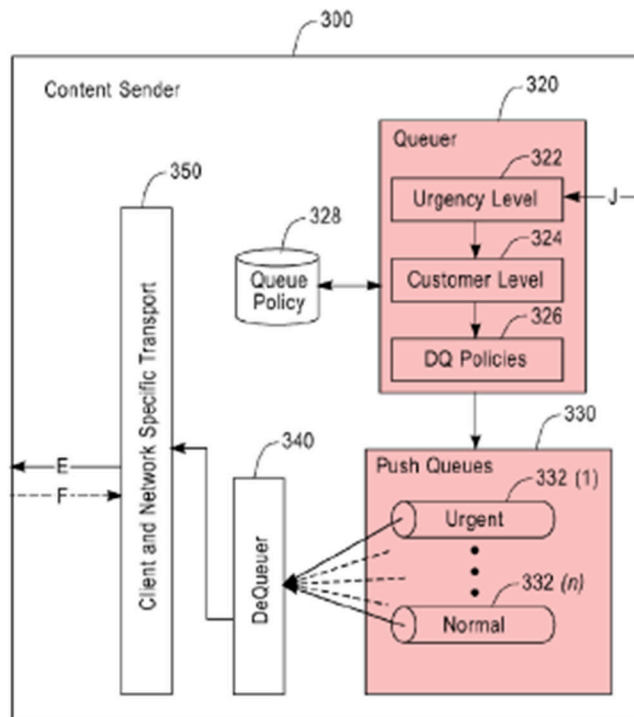 300
Content Sender
320
Queuer
322
Urgency Level
J
350
328
324
Queue
Policy
Customer Level
326
DQ Policies
Client and Network Specific Transport
340
330
Push Queues
332 (1)
E
Urgent
F
DeQueuer
332 (n)
Normal